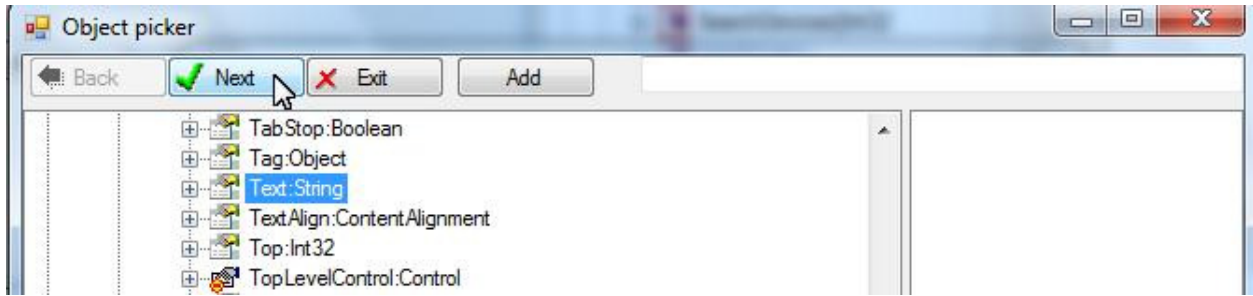 Object picker
Back Next Exit Add
TabStop:Boolean
Tag:Object
Text:String
TextAlign:ContentAlignment
Top:Int32
TopLevelControl:Control